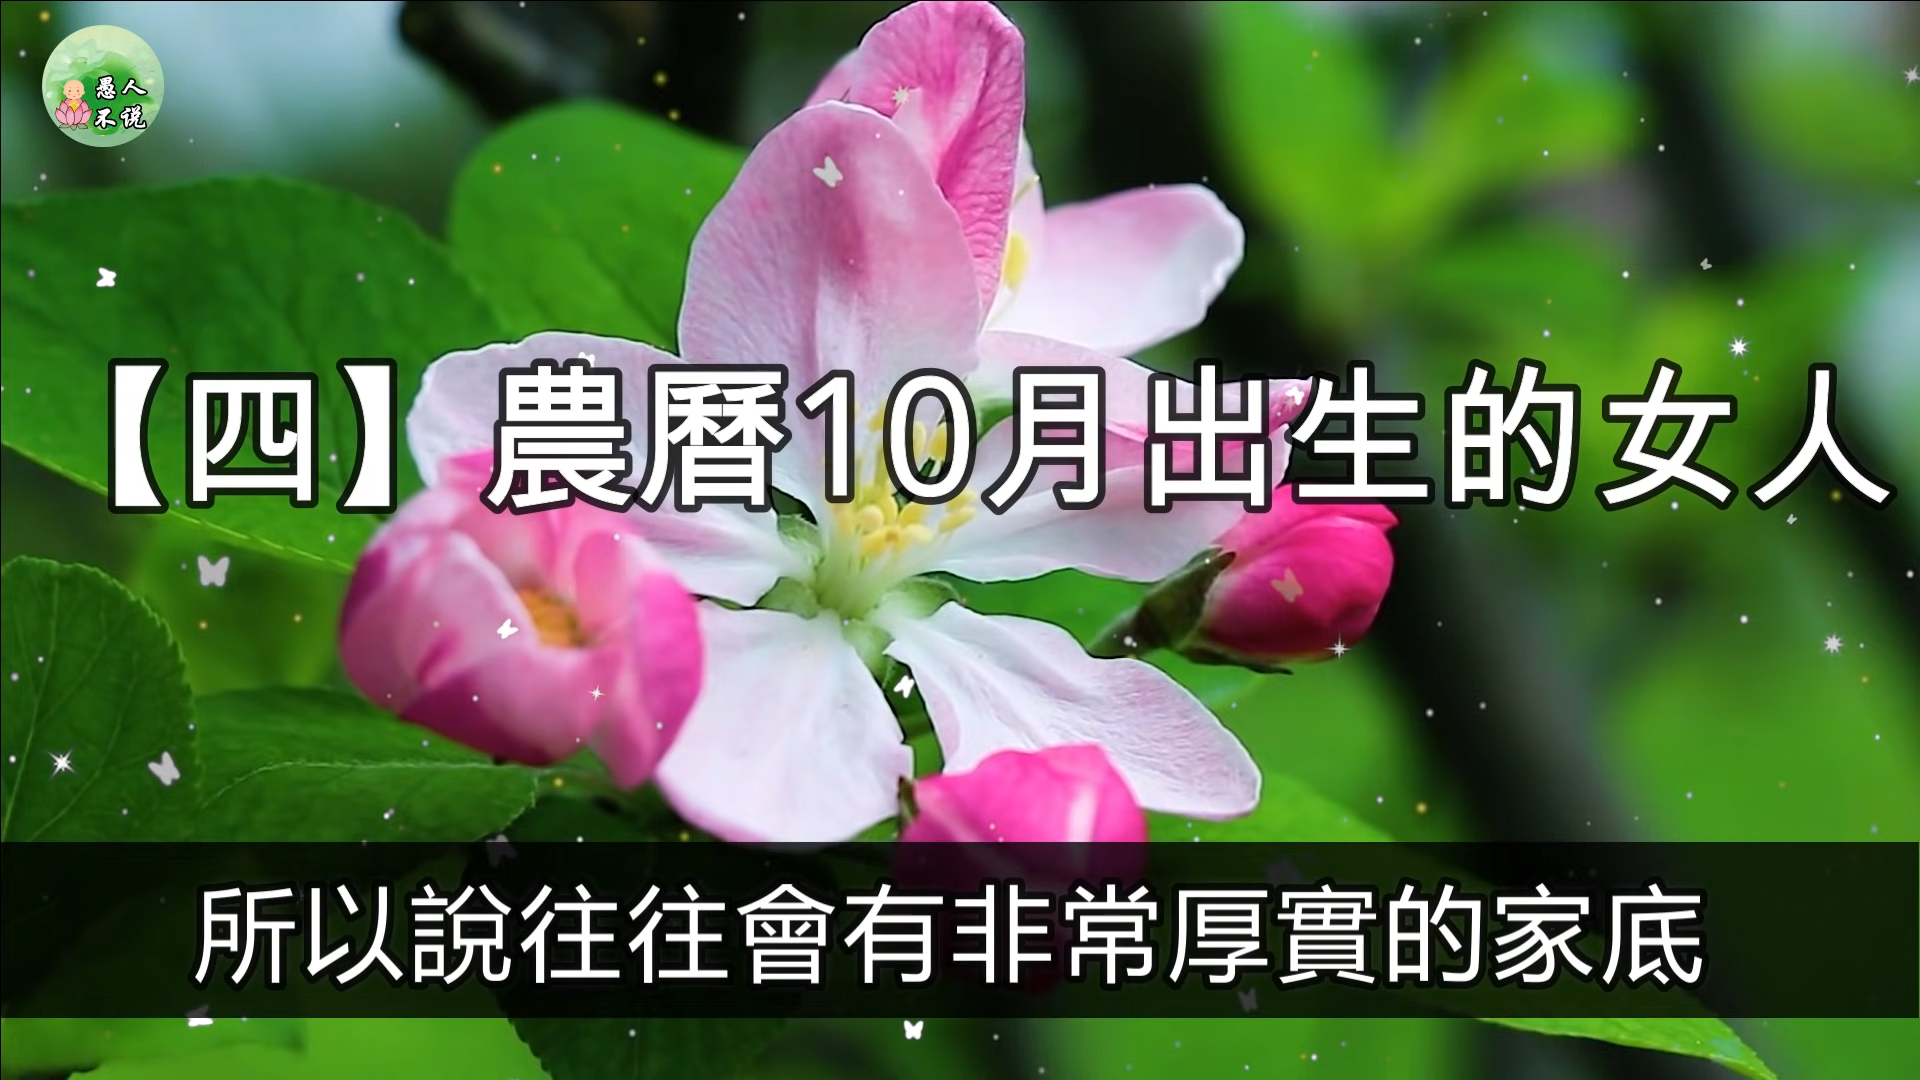 愚人
不说
【四】農曆10月出生的女人
所以說往往會有非常厚實的家底